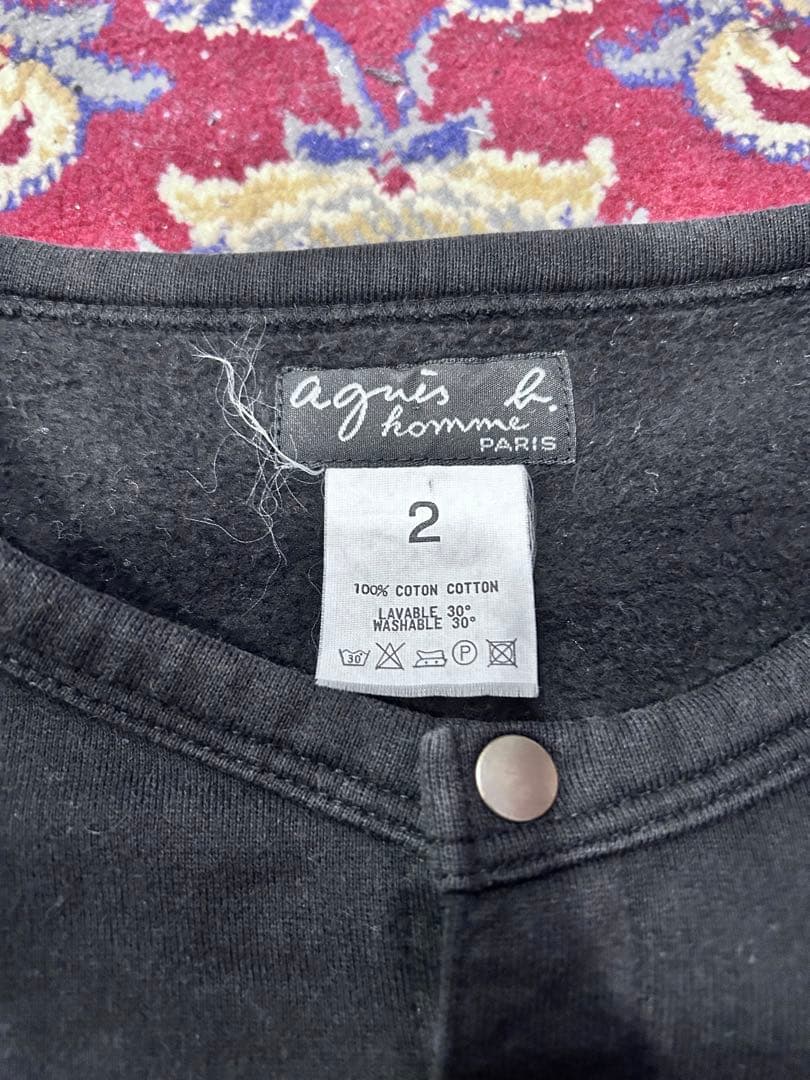 agnès b.
homme
PARIS
2
100% COTON COTTON
LAVABLE 30°
WASHABLE 30°
30°
P